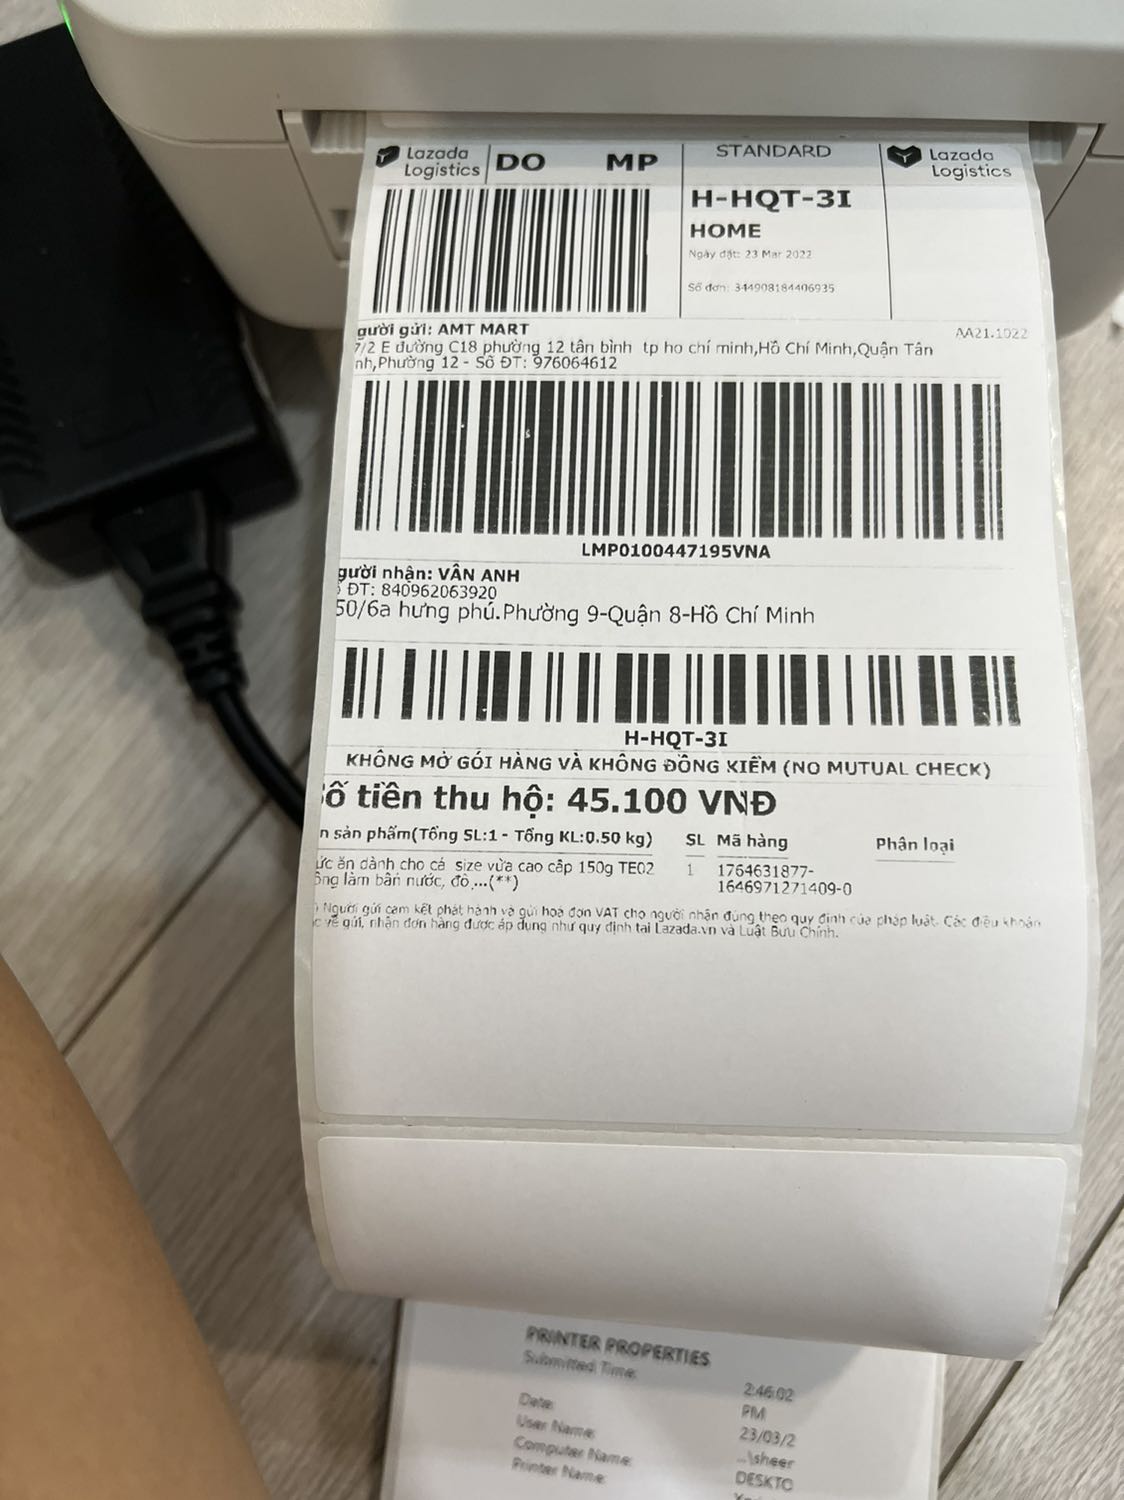 Lazada
Logistics
DO MP
STANDARD
Lazada
Logistics
H-HQT-3I
HOME
Ngày đặt: 23 Mar 2022
Số đơn: 344908184406935
gười gửi: AMT MART
AA21.1022
7/2 E đường C18 phường 12 tân bình tp ho chí minh,Hồ Chí Minh,Quận Tân
nh,Phường 12 - Số ĐT: 976064612
LMP0100447195VNA
gười nhận: VÂN ANH
ĐT: 840962063920
50/6a hưng phú.Phường 9-Quận 8-Hồ Chí Minh
H-HQT-3I
KHÔNG MỞ GÓI HÀNG VÀ KHÔNG ĐỒNG KIỂM (NO MUTUAL CHECK)
ố tiền thu hộ: 45.100 VNĐ
n sản phẩm(Tổng SL:1 - Tổng KL:0.50 kg) SL Mã hàng Phân loại
ức ăn dành cho cá size vừa cao cấp 150g TE02 1 1764631877-
ông làm bẩn nước, đồ ...(**) 1646971271409-0
) Người gửi cam kết phát hành và gửi hoá đơn VAT cho người nhận đúng theo quy định của pháp luật. Các điều khoản
về gửi, nhận đơn hàng được áp dụng như quy định tại Lazada.vn và Luật Bưu Chính.
PRINTER PROPERTIES
Submitted Time:
2:46:02
PM
Date:
23/03/2
User Name:
...\sheer
Computer Name:
DESKTO
Printer Name: